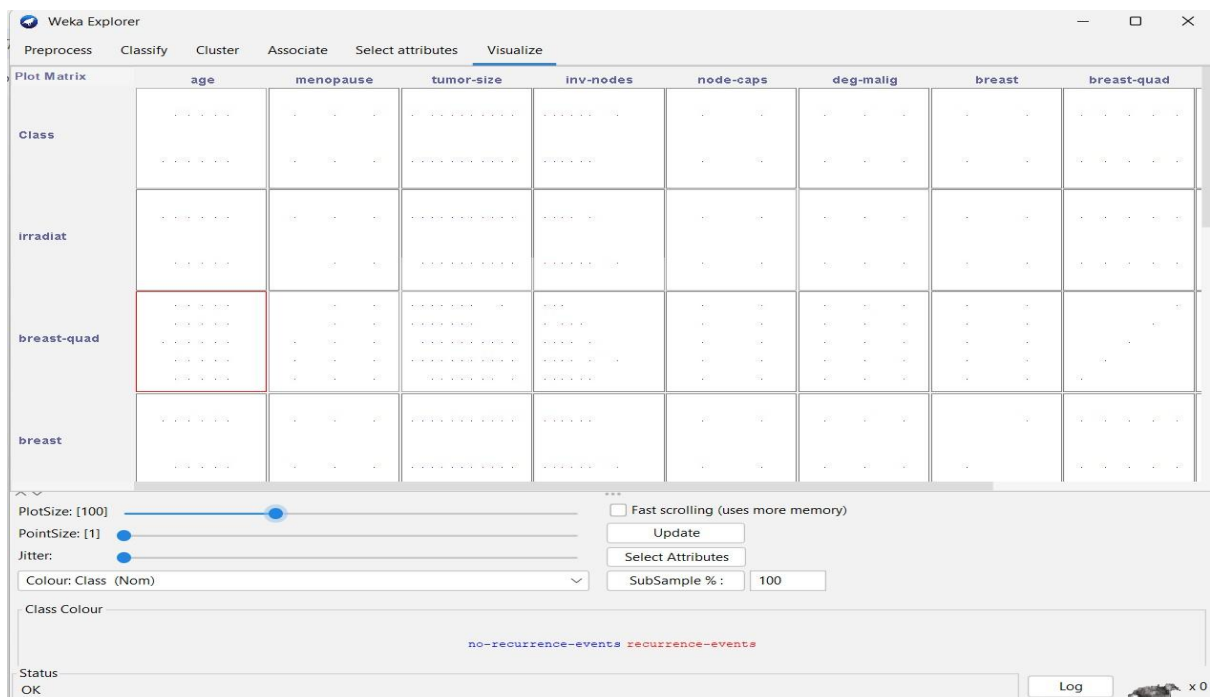 Weka Explorer
Preprocess Classify Cluster Associate Select attributes Visualize
Plot Matrix age menopause tumor-size inv-nodes node-caps deg-malig breast breast-quad
Class
irradiat
breast-quad
breast
PlotSize: [100]
Fast scrolling (uses more memory)
PointSize: [1]
Update
Jitter:
Select Attributes
Colour: Class (Nom)
SubSample % : 100
Class Colour
no-recurrence-events recurrence-events
Status
OK
Log x 0